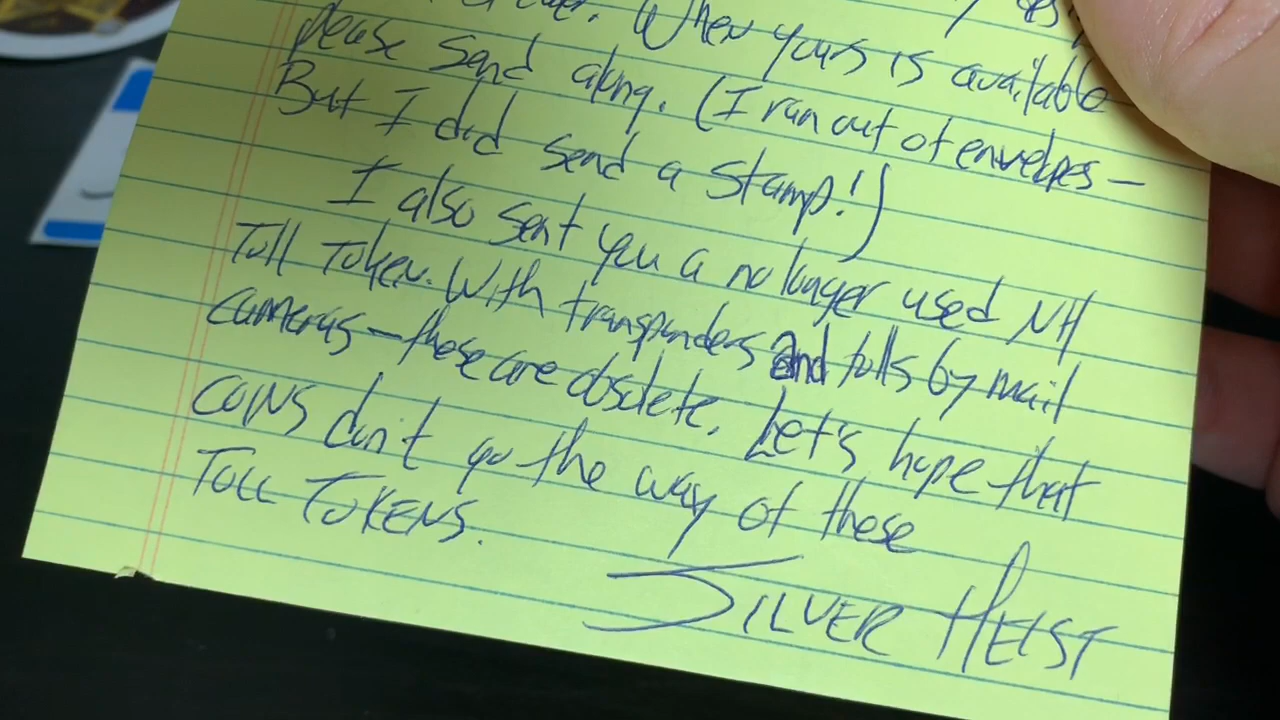 When yours is available
please send along. (I ran out of envelpes-
But I did send a stamp!)
I also sent you a no longer used NH
Toll Token. With transponders and tolls by mail
cameras - these are obsolete. Let's hope that
coins don't go the way of these
TOLL TOKENS.
SILVER HEIST